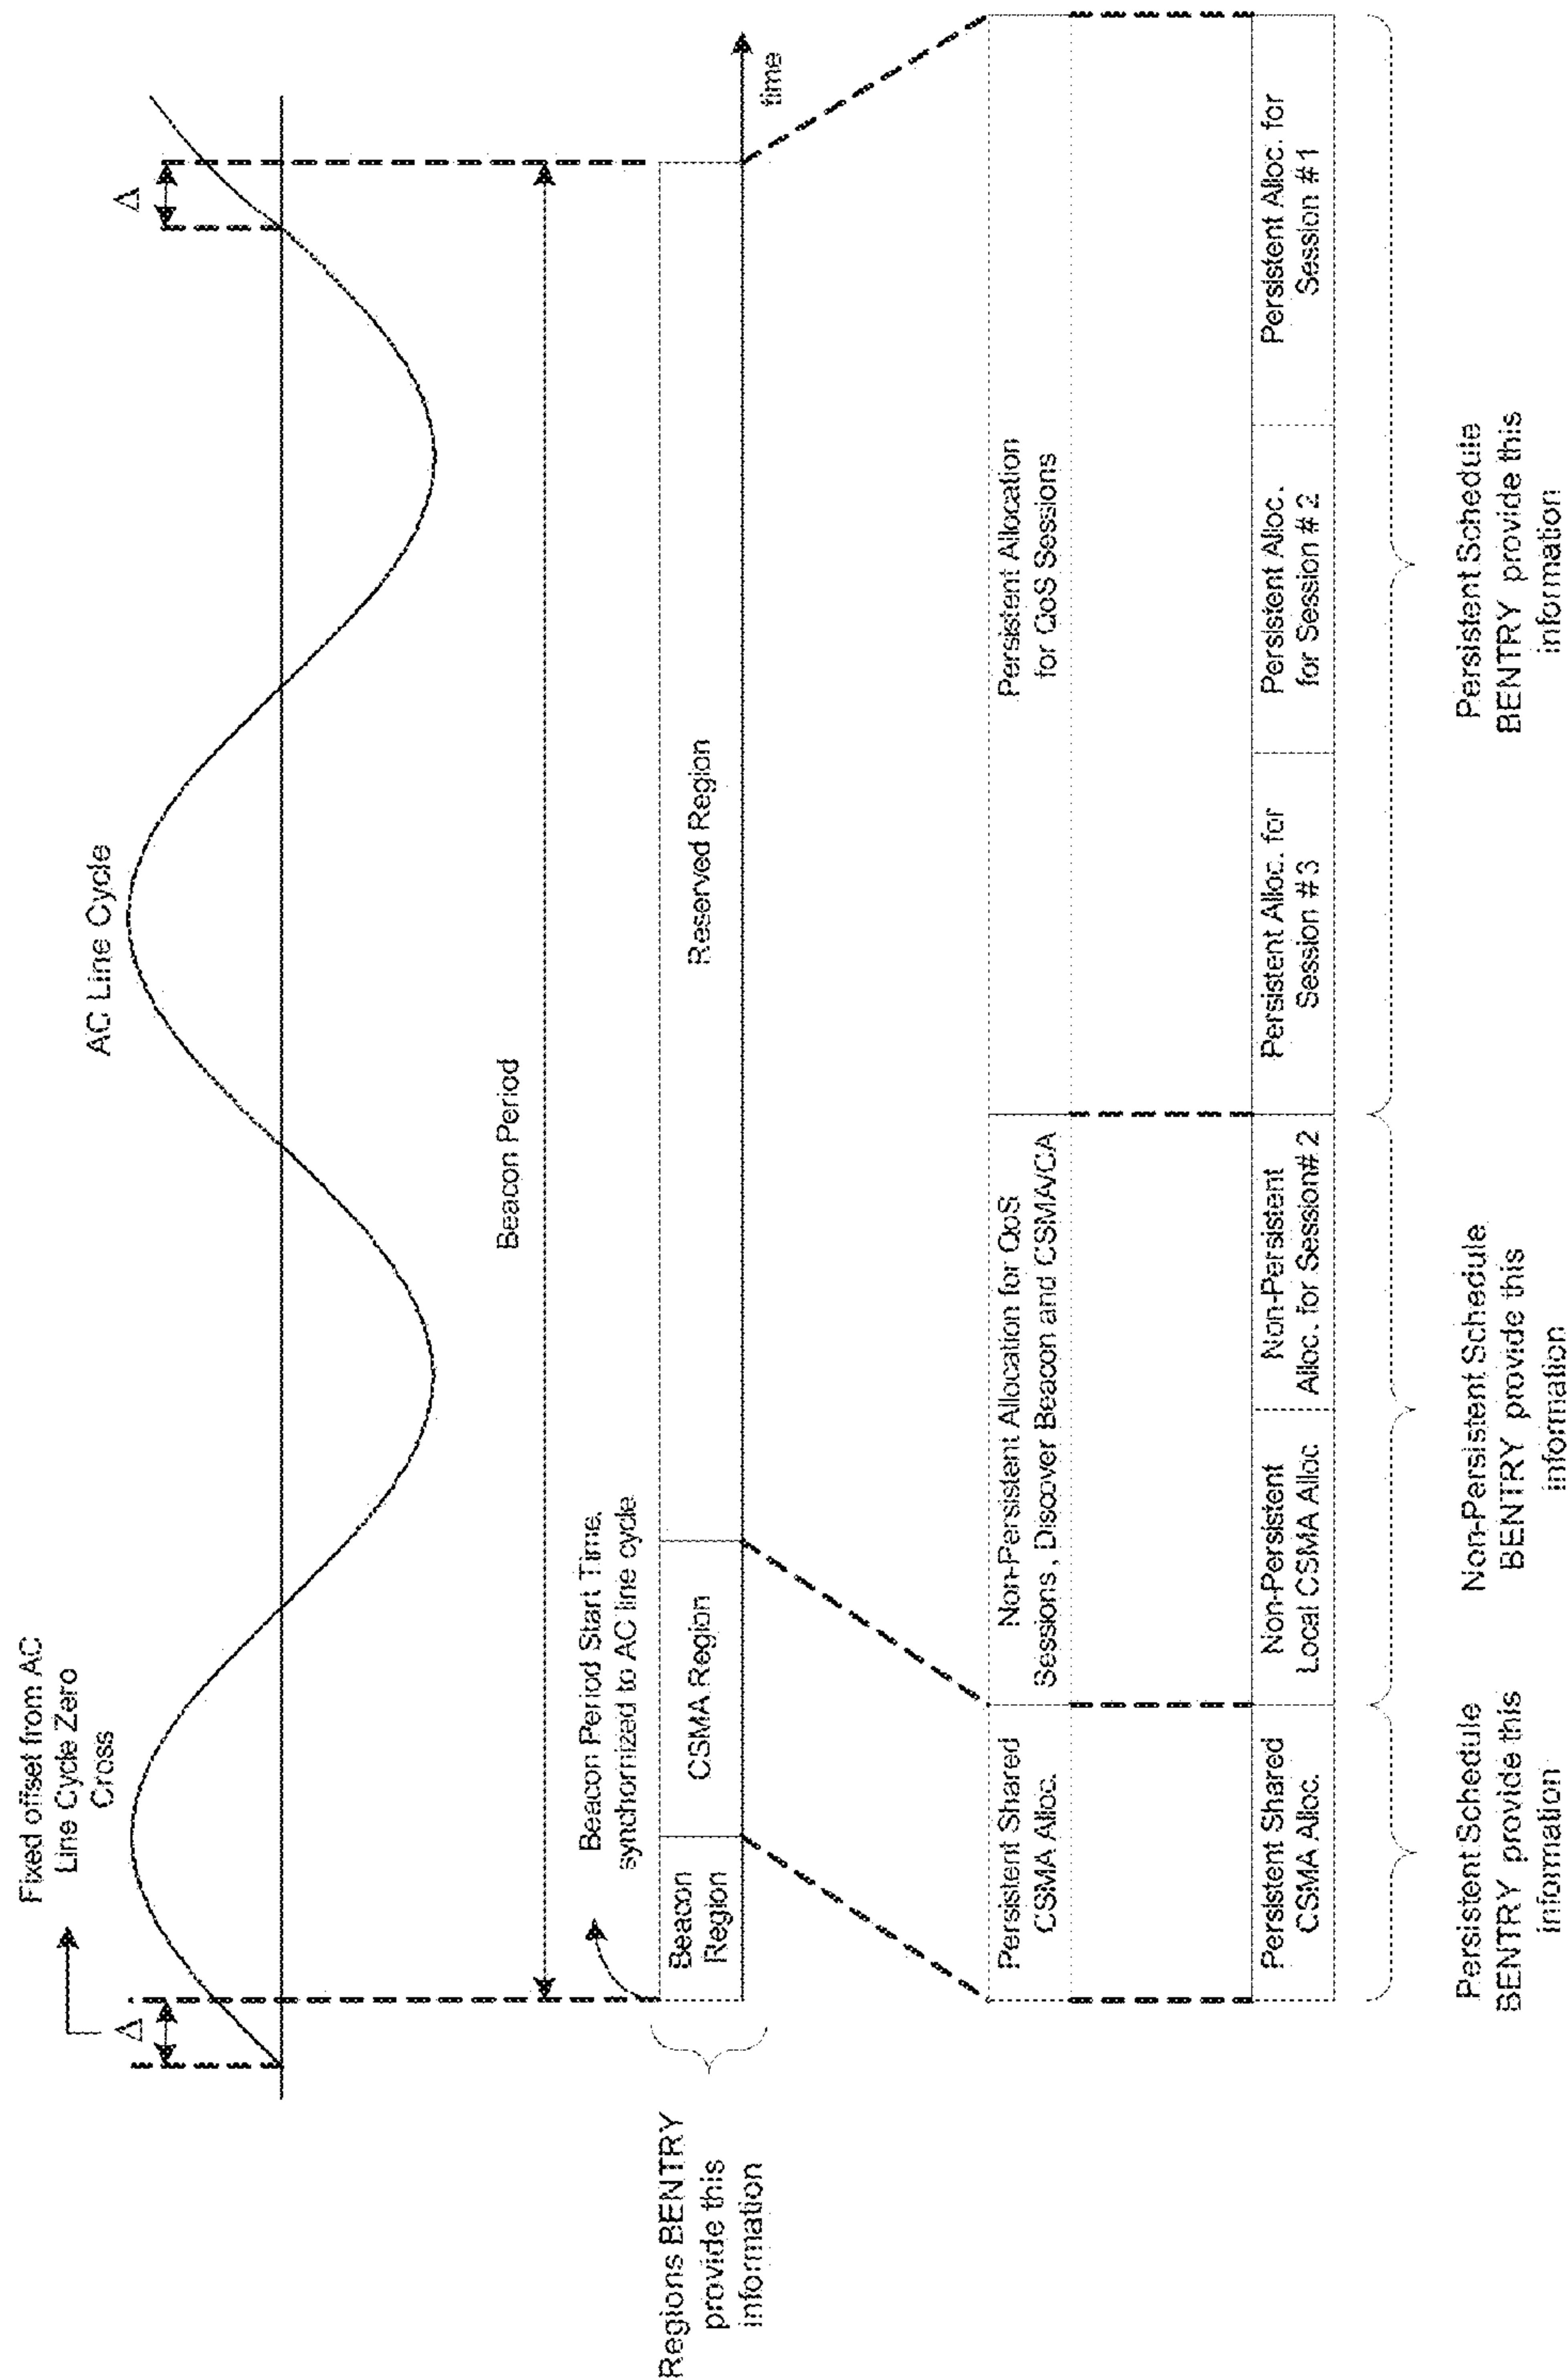 Fixed offset from AC
Line Cycle Zero
Cross
Δ
AC Line Cycle
Δ
Beacon Period
Beacon Period Start Time,
synchornized to AC line cycle
Regions BENTRY
provide this
information
Beacon
Region
CSMA Region
Reserved Region
time
Persistent Shared
CSMA Alloc.
Non-Persistent Allocation for QoS
Sessions, Discover Beacon and CSMA/CA
Persistent Allocation
for QoS Sessions
Persistent Shared
CSMA Alloc.
Non-Persistent
Local CSMA Alloc
Non-Persistent
Alloc. for Session# 2
Persistent Alloc. for
Session #3
Persistent Alloc.
for Session # 2
Persistent Alloc. for
Session #1
Persistent Schedule
BENTRY provide this
information
Non-Persistent Schedule
BENTRY provide this
information
Persistent Schedule
BENTRY provide this
information